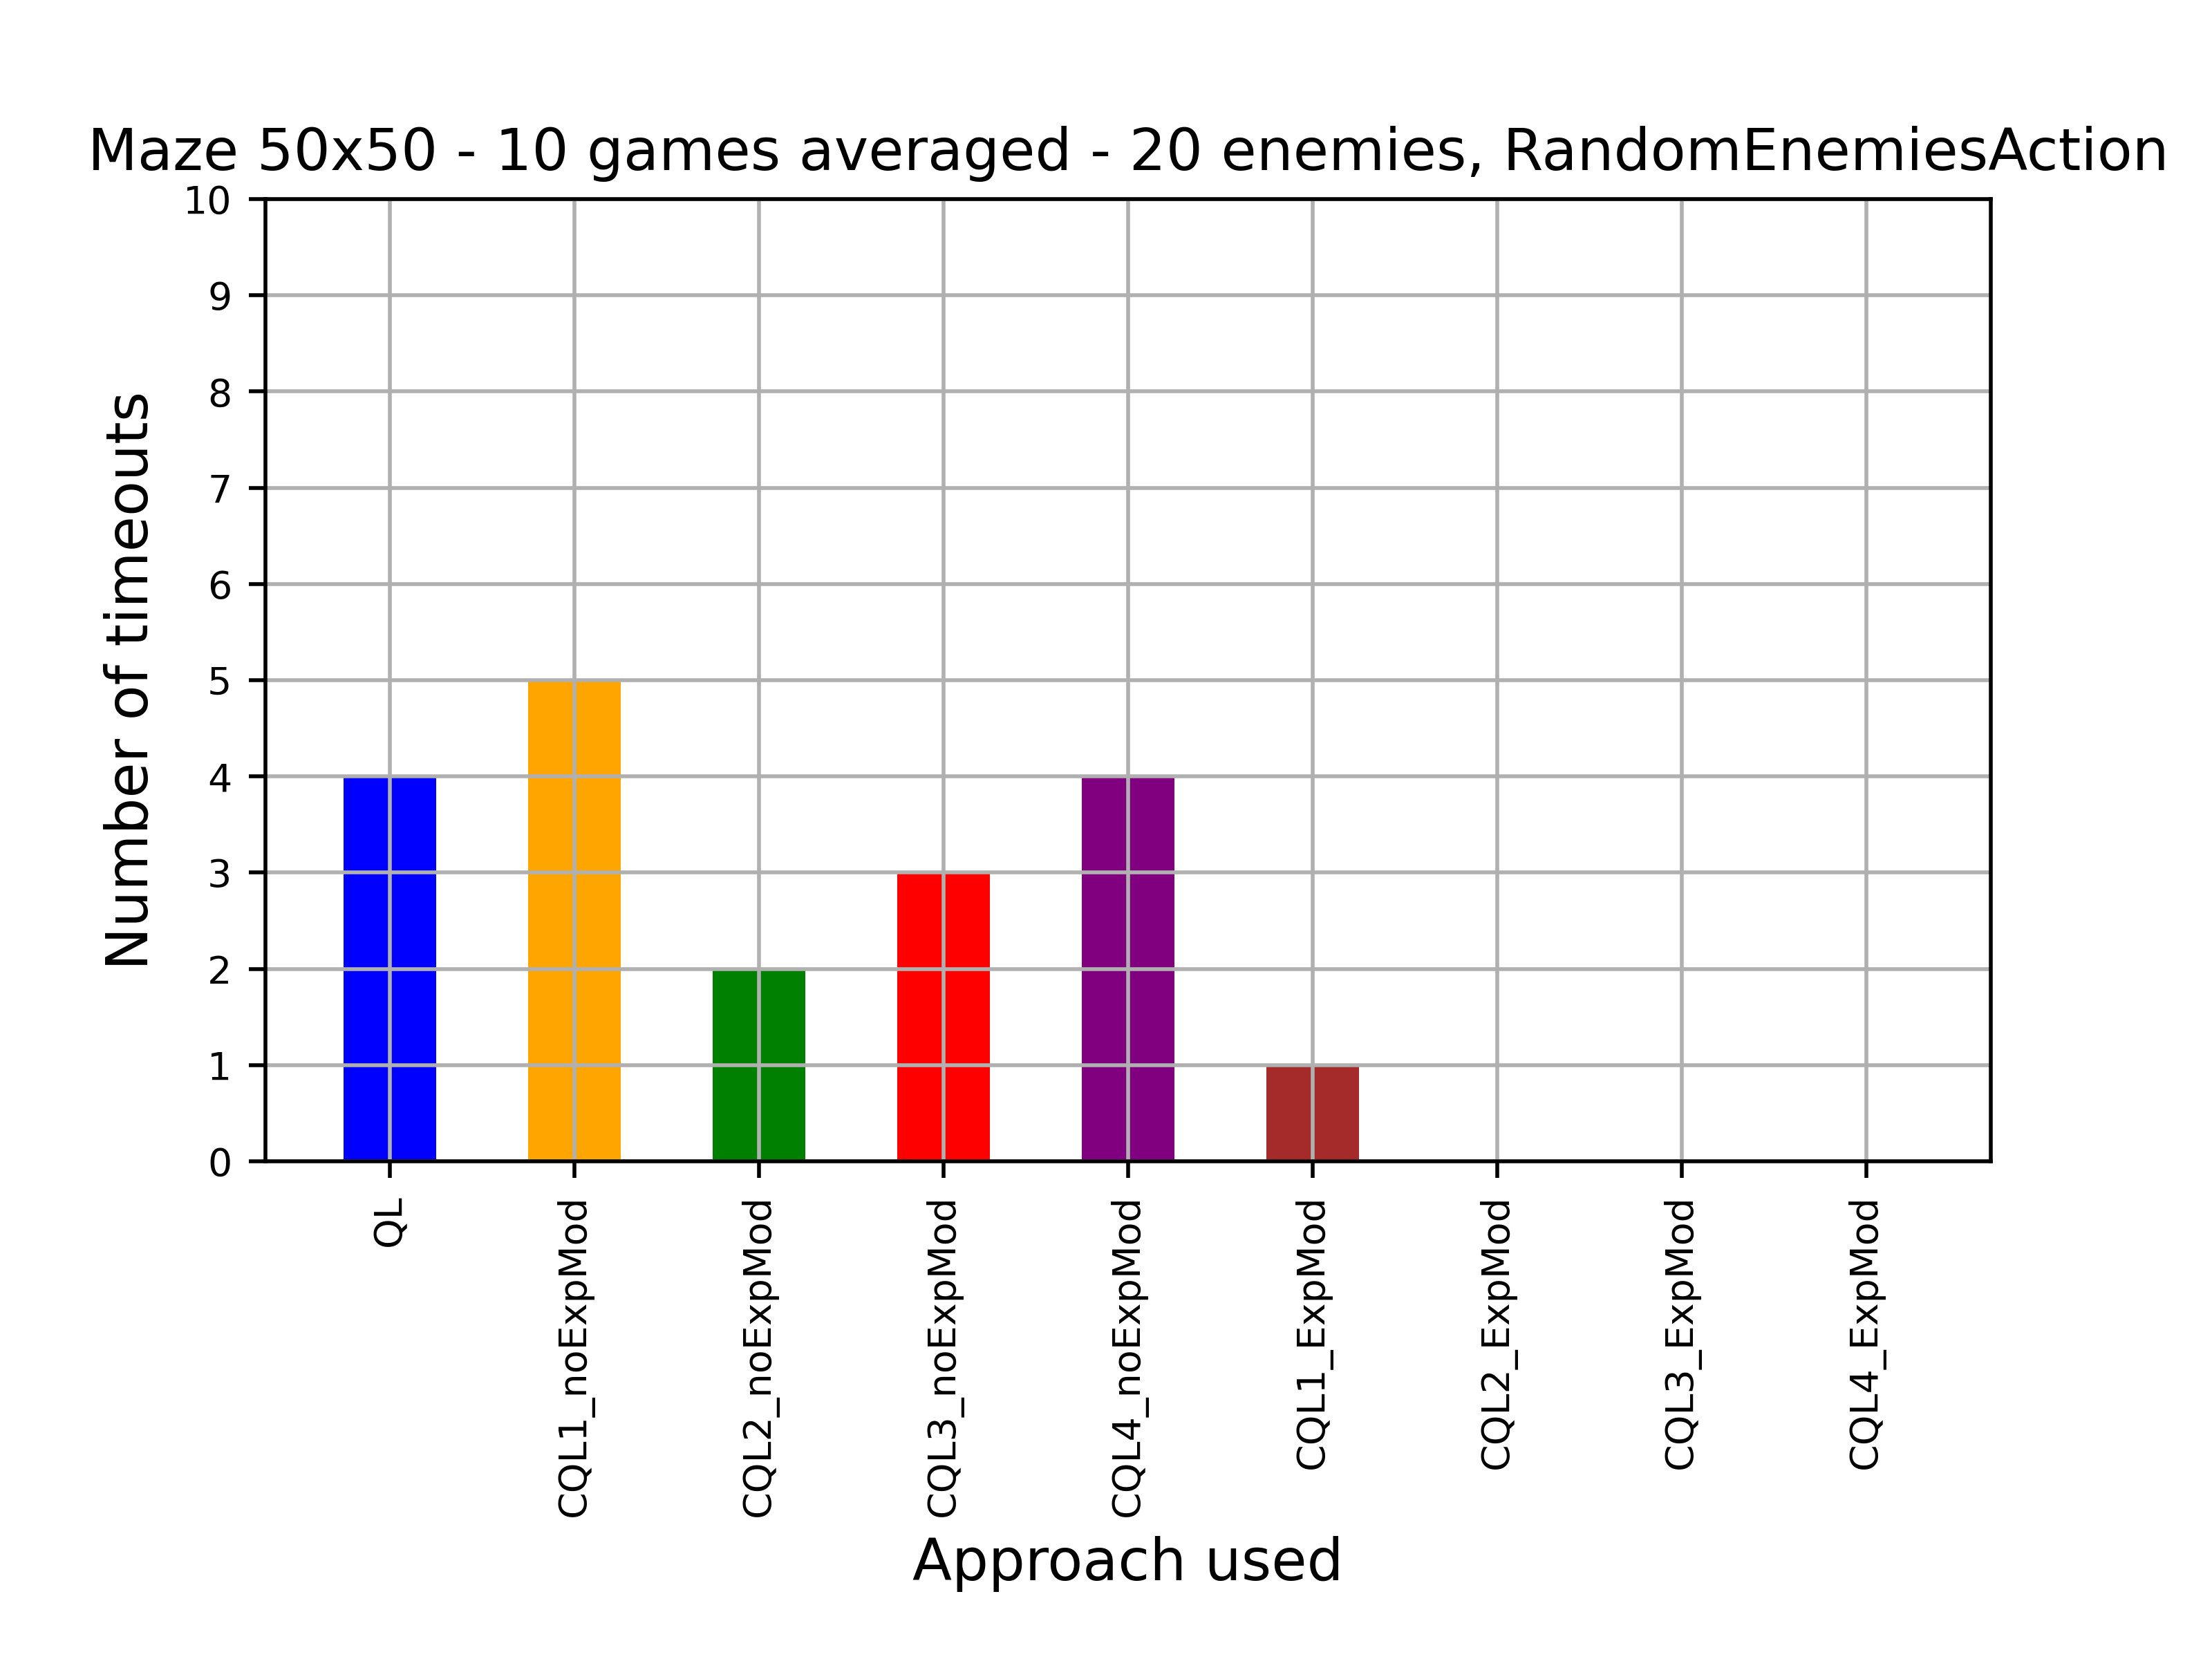 Maze 50x50 - 10 games averaged - 20 enemies, RandomEnemiesAction
Number of timeouts
10
9
8
7
6
5
4
3
2
1
0
QL
CQL1_noExpMod
CQL2_noExpMod
CQL3_noExpMod
CQL4_noExpMod
CQL1_ExpMod
CQL2_ExpMod
CQL3_ExpMod
CQL4_ExpMod
Approach used